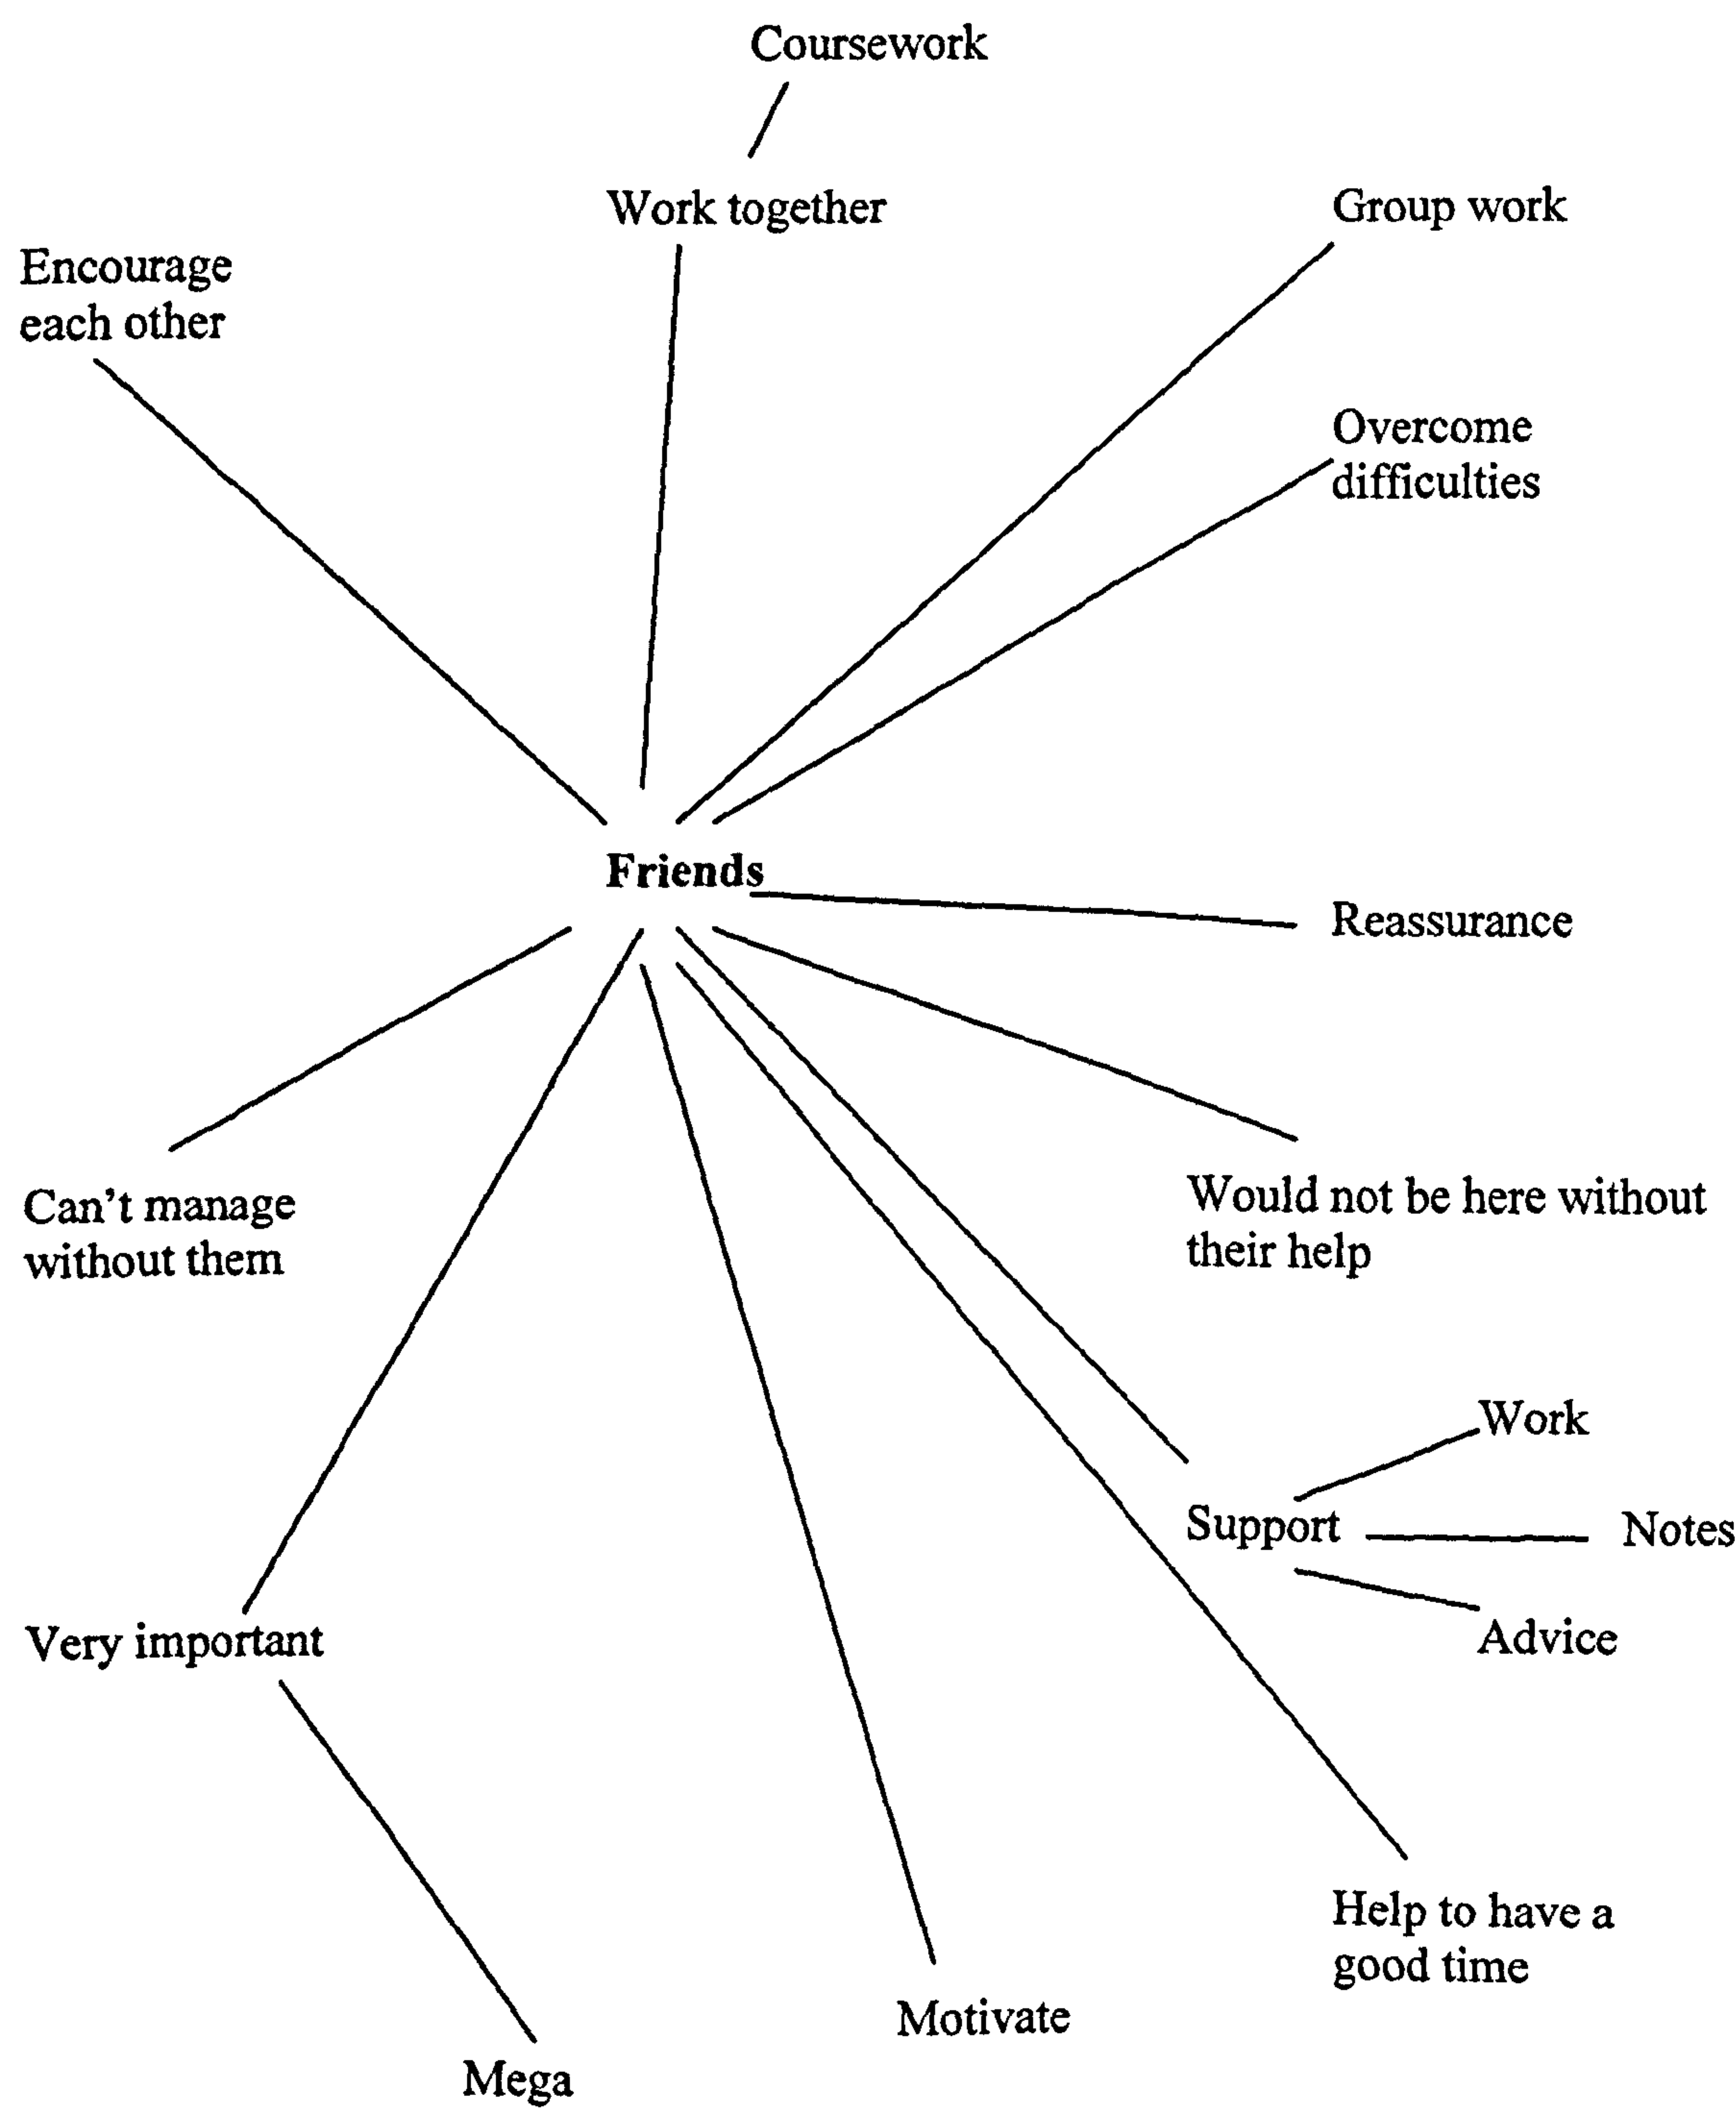 Coursework
Work together
Group work
Encourage
each other
Overcome
difficulties
Friends
Reassurance
Can't manage
without them
Would not be here without
their help
Work
Support
Notes
Advice
Very important
Help to have a
good time
Motivate
Mega